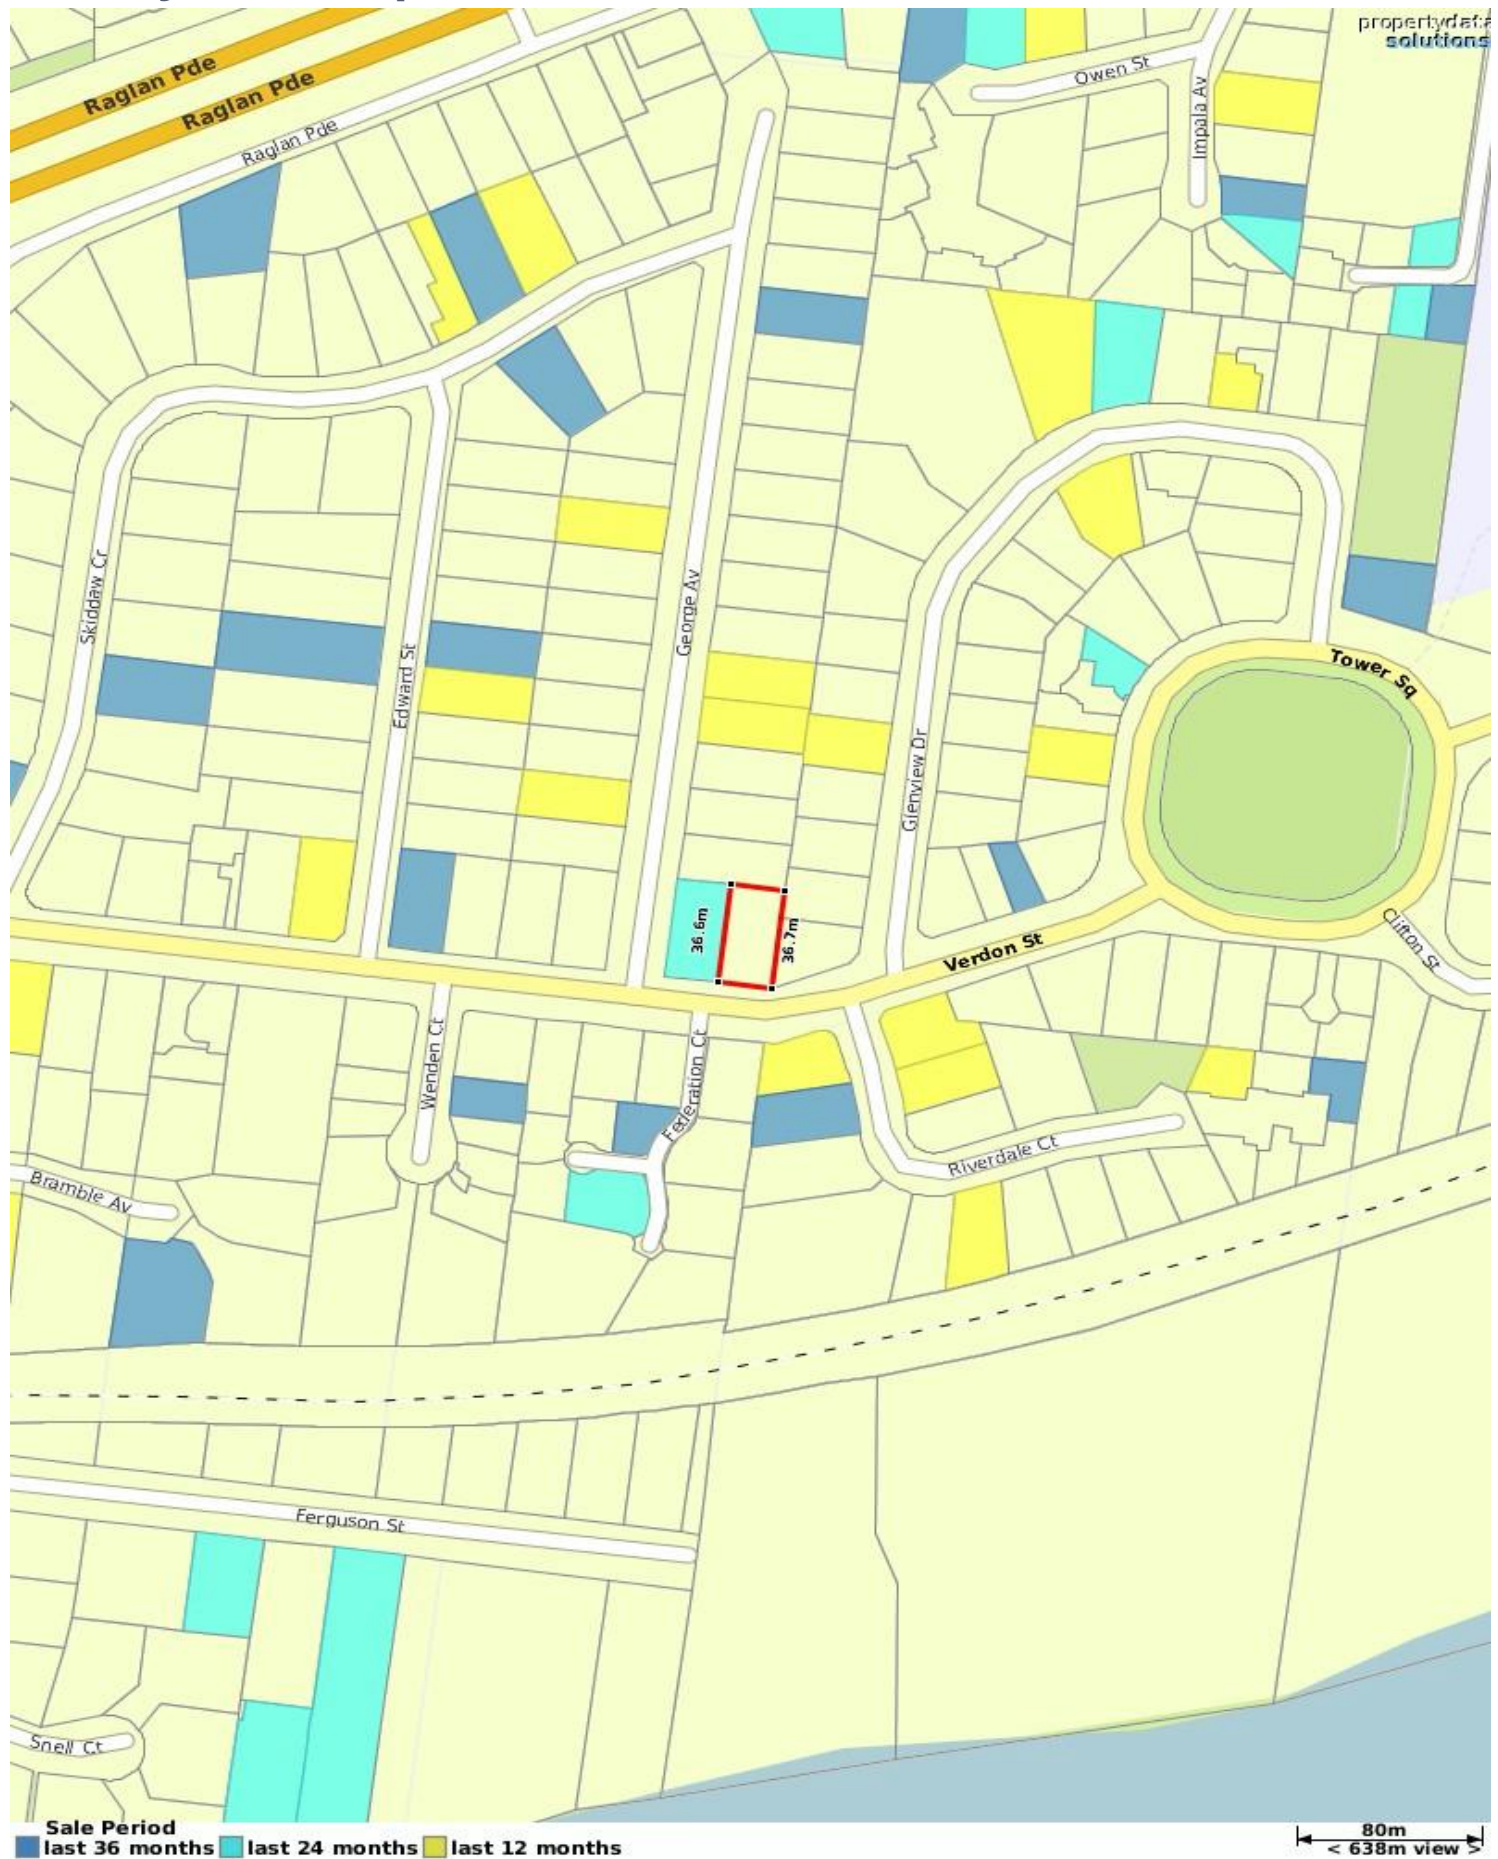 propertydata
solutions
Raglan Pde
Raglan Pde
Raglan Pde
Owen St
Impala Av
Skiddaw Cr
Edward St
George Av
Glenview Dr
Tower Sq
36.6m
36.7m
Verdon St
Clifton St
Wenden Ct
Federation Ct
Riverdale Ct
Bramble Av
Ferguson St
Snell Ct
Sale Period
last 36 months last 24 months last 12 months
80m
< 638m view >